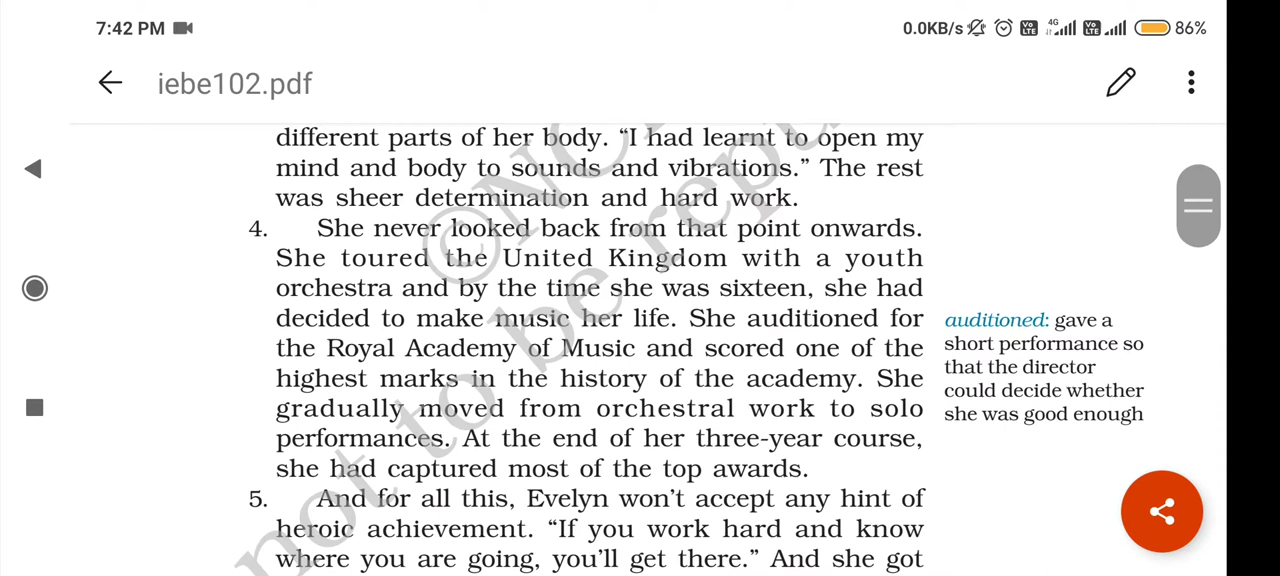 7:42 PM
0.0KB/s 4G Vo LTE Vo LTE 86%
iebe102.pdf
different parts of her body. “I had learnt to open my
mind and body to sounds and vibrations.” The rest
was sheer determination and hard work.
4. She never looked back from that point onwards.
She toured the United Kingdom with a youth
orchestra and by the time she was sixteen, she had
decided to make music her life. She auditioned for
the Royal Academy of Music and scored one of the
highest marks in the history of the academy. She
gradually moved from orchestral work to solo
performances. At the end of her three-year course,
she had captured most of the top awards.
auditioned: gave a
short performance so
that the director
could decide whether
she was good enough
5. And for all this, Evelyn won’t accept any hint of
heroic achievement. “If you work hard and know
where you are going, you’ll get there.” And she got
not to be